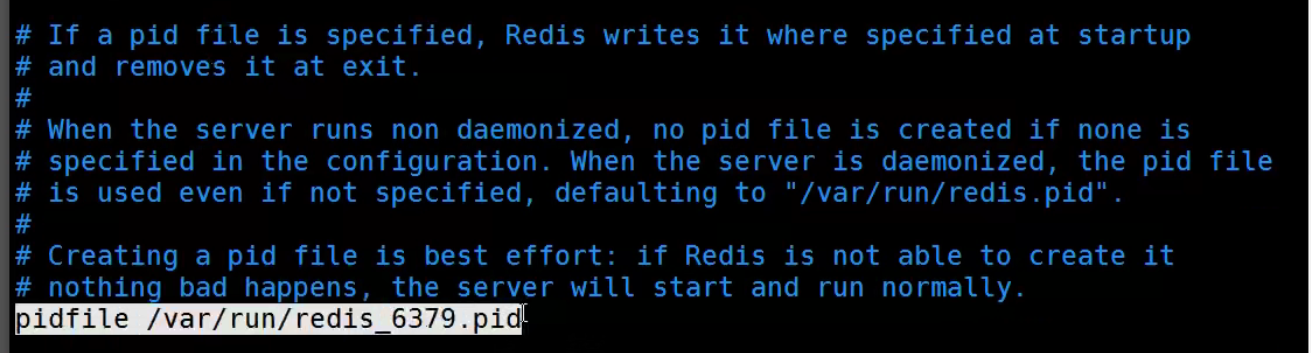 # If a pid file is specified, Redis writes it where specified at startup
# and removes it at exit.
#
# When the server runs non daemonized, no pid file is created if none is
# specified in the configuration. When the server is daemonized, the pid file
# is used even if not specified, defaulting to "/var/run/redis.pid".
#
# Creating a pid file is best effort: if Redis is not able to create it
# nothing bad happens, the server will start and run normally.
pidfile /var/run/redis_6379.pid